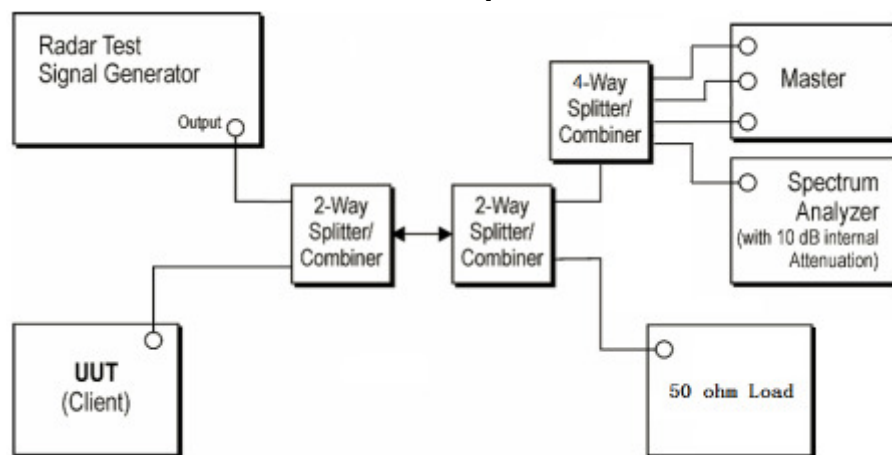 Radar Test
Signal Generator
Output
4-Way
Splitter/
Combiner
Master
Spectrum
Analyzer
(with 10 dB internal
Attenuation)
2-Way
Splitter/
Combiner
2-Way
Splitter/
Combiner
UUT
(Client)
50 ohm Load